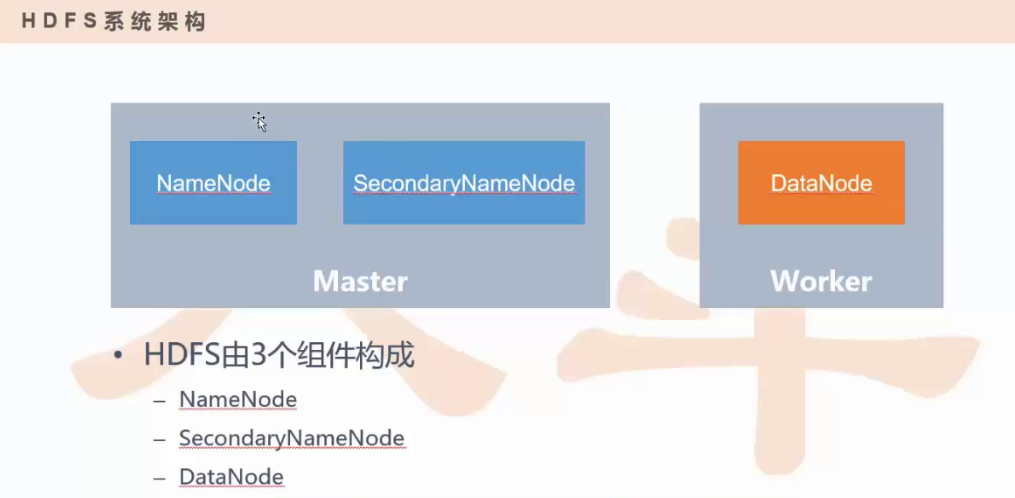 HDFS系统架构
NameNode
SecondaryNameNode
DataNode
Master
Worker
• HDFS由3个组件构成
– NameNode
– SecondaryNameNode
– DataNode